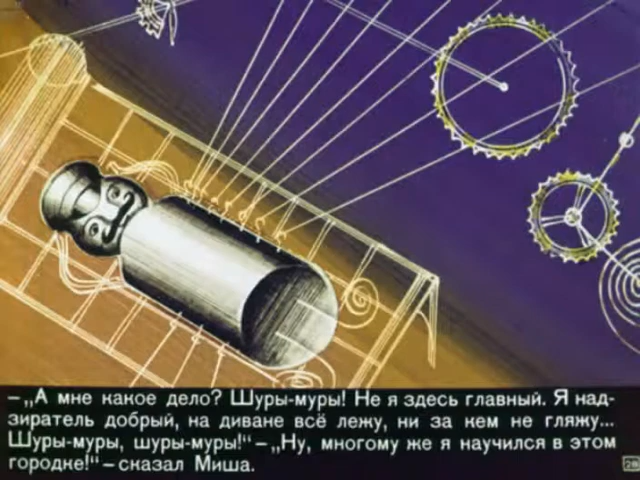 –„А мне какое дело? Шуры-муры! Не я здесь главный. Я над-
зиратель добрый, на диване всё лежу, ни за кем не гляжу...
Шуры-муры, шуры-муры!“–„Ну, многому же я научился в этом
городке!“–сказал Миша.
28